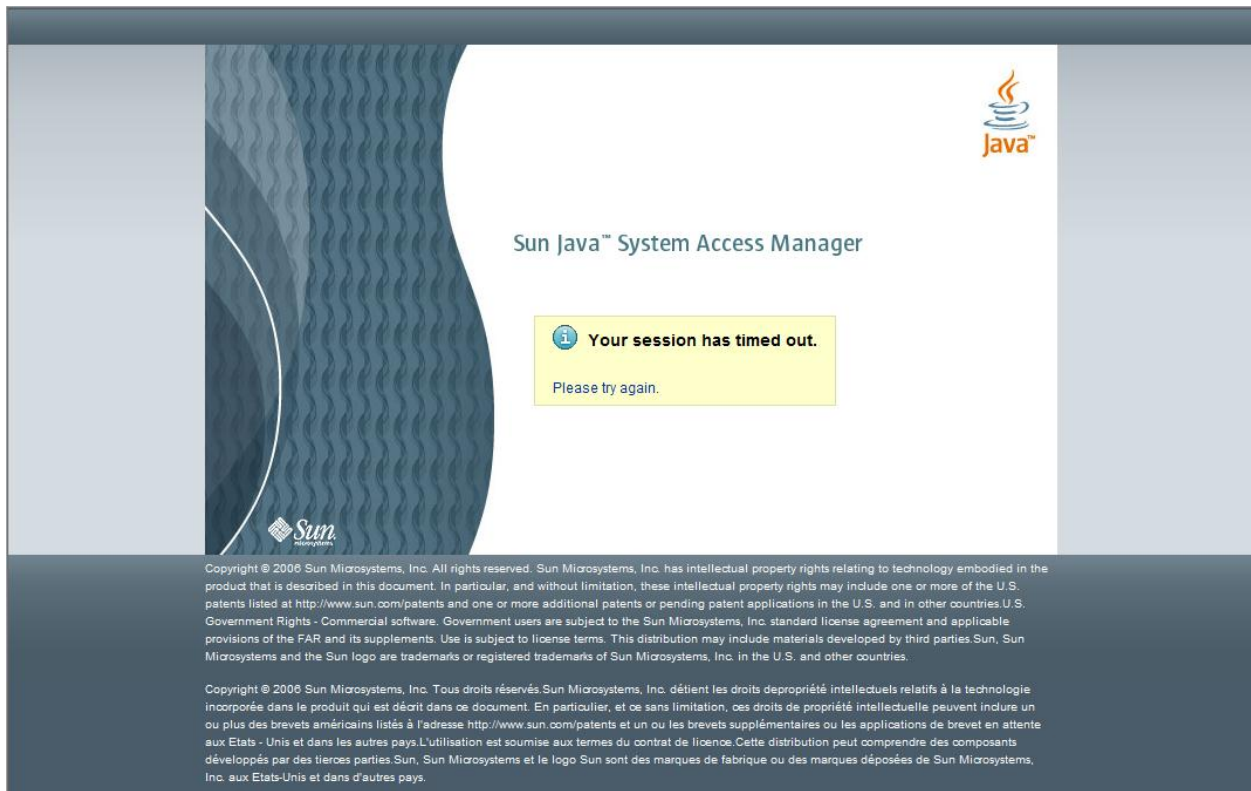 Java™
Sun Java™ System Access Manager
Your session has timed out.
Please try again.
Sun
microsystems
Copyright © 2006 Sun Microsystems, Inc. All rights reserved. Sun Microsystems, Inc. has intellectual property rights relating to technology embodied in the
product that is described in this document. In particular, and without limitation, these intellectual property rights may include one or more of the U.S.
patents listed at http://www.sun.com/patents and one or more additional patents or pending patent applications in the U.S. and in other countries.U.S.
Government Rights - Commercial software. Government users are subject to the Sun Microsystems, Inc. standard license agreement and applicable
provisions of the FAR and its supplements. Use is subject to license terms. This distribution may include materials developed by third parties.Sun, Sun
Microsystems and the Sun logo are trademarks or registered trademarks of Sun Microsystems, Inc. in the U.S. and other countries.
Copyright © 2006 Sun Microsystems, Inc. Tous droits réservés.Sun Microsystems, Inc. détient les droits depropriété intellectuels relatifs à la technologie
incorporée dans le produit qui est décrit dans ce document. En particulier, et ce sans limitation, ces droits de propriété intellectuelle peuvent inclure un
ou plus des brevets américains listés à l'adresse http://www.sun.com/patents et un ou les brevets supplémentaires ou les applications de brevet en attente
aux Etats - Unis et dans les autres pays.L'utilisation est soumise aux termes du contrat de licence.Cette distribution peut comprendre des composants
développés par des tierces parties.Sun, Sun Microsystems et le logo Sun sont des marques de fabrique ou des marques déposées de Sun Microsystems,
Inc. aux Etats-Unis et dans d'autres pays.